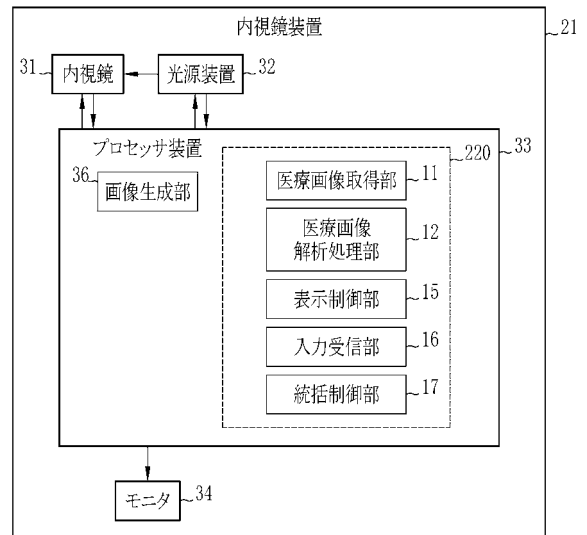 内視鏡装置
21
31
内視鏡
光源装置
32
プロセッサ装置
33
220
36
画像生成部
医療画像取得部
11
医療画像
解析処理部
12
表示制御部
15
入力受信部
16
統括制御部
17
モニタ
34